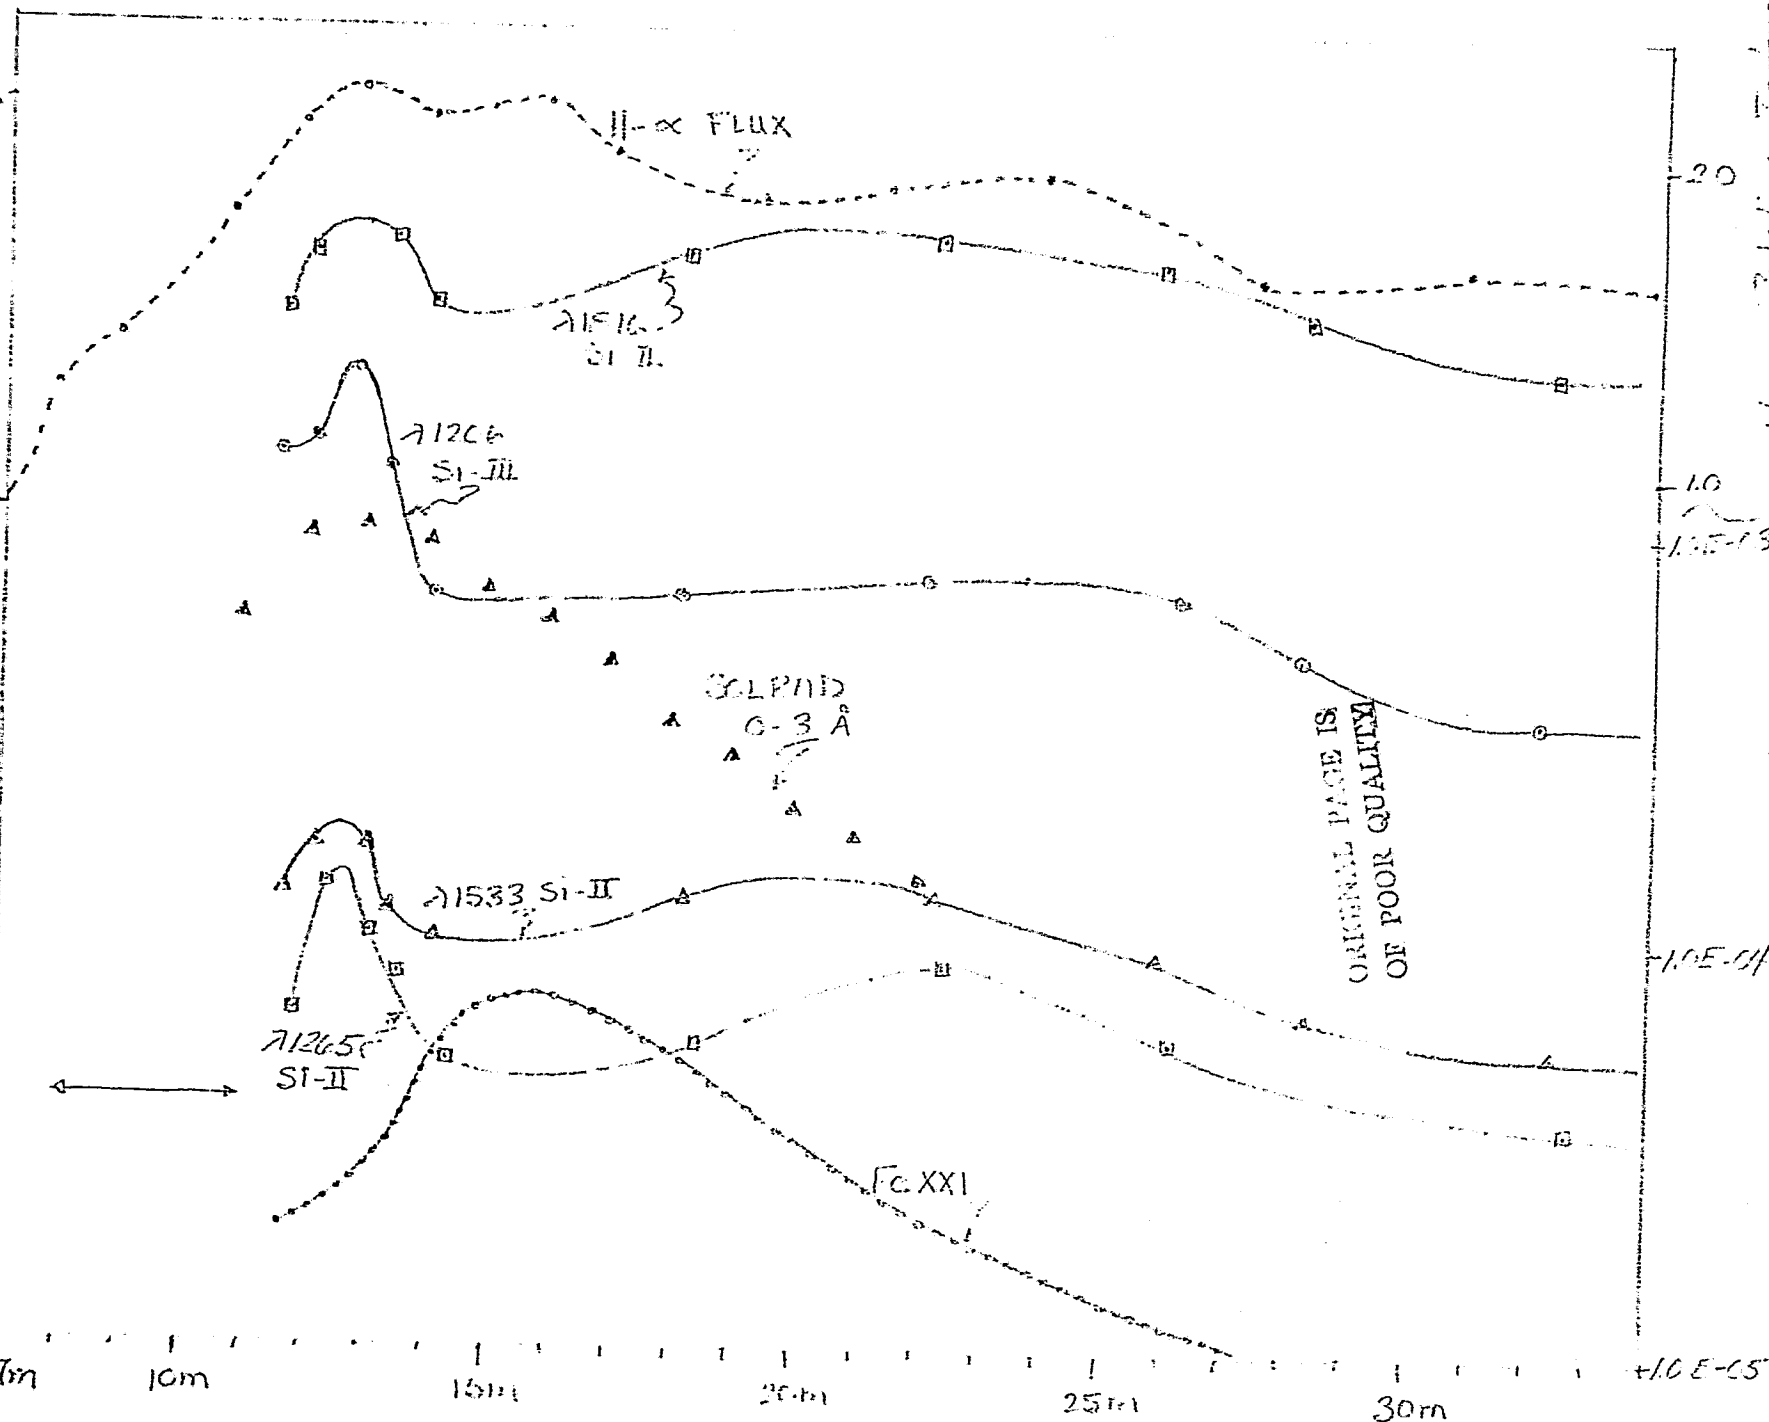 H-α FLUX
2.0
λ1516
Si II
λ1206
Si-III
1.0
1.0E-03
SOLRAD
0-3 Å
ORIGINAL PAGE IS
OF POOR QUALITY
λ1533 Si-II
1.0E-04
λ1265
Si-II
Fe XXI
7m
10m
15m
20m
25m
30m
+1.0E-05